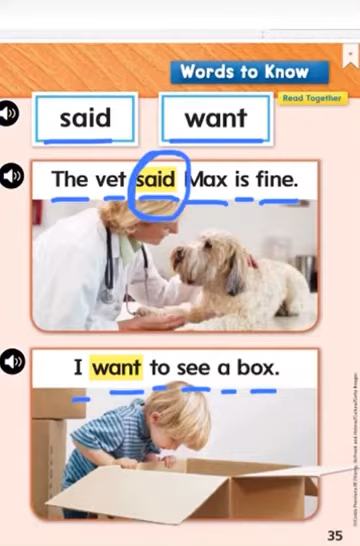 Words to Know
Read Together
said
want
The vet said Max is fine.
I want to see a box.
35